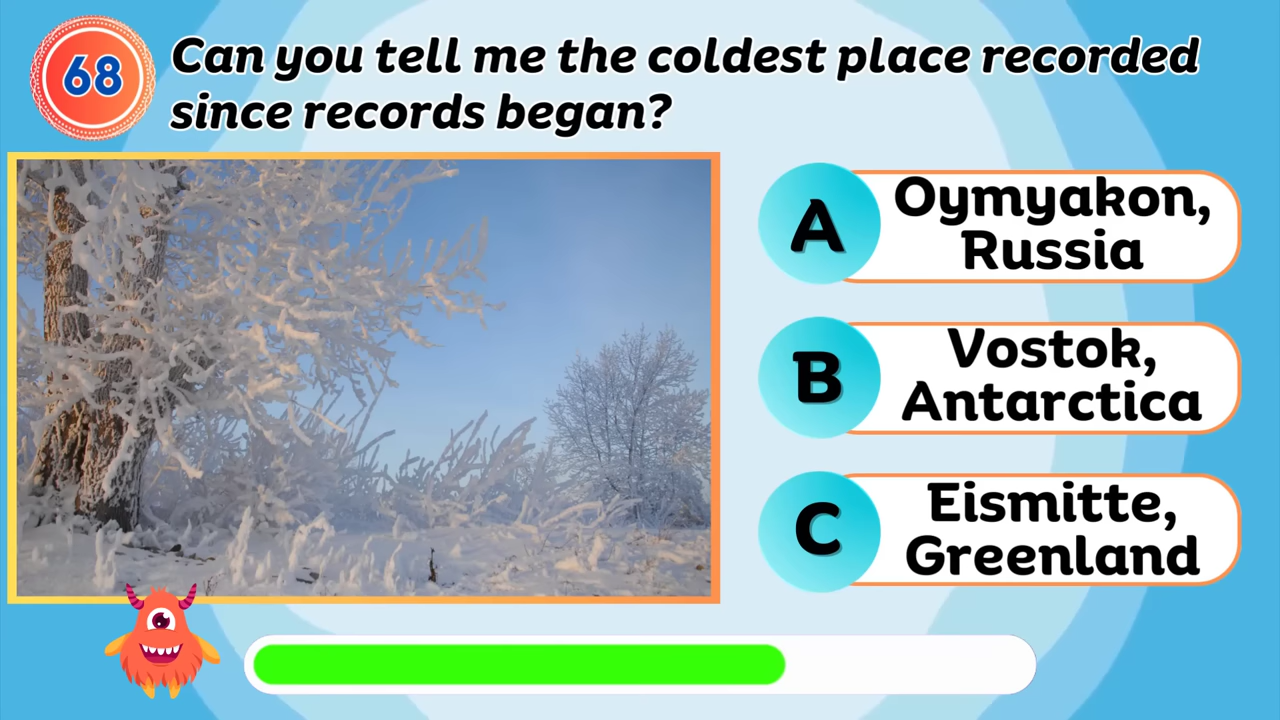 68
Can you tell me the coldest place recorded
since records began?
A
Oymyakon,
Russia
B
Vostok,
Antarctica
C
Eismitte,
Greenland